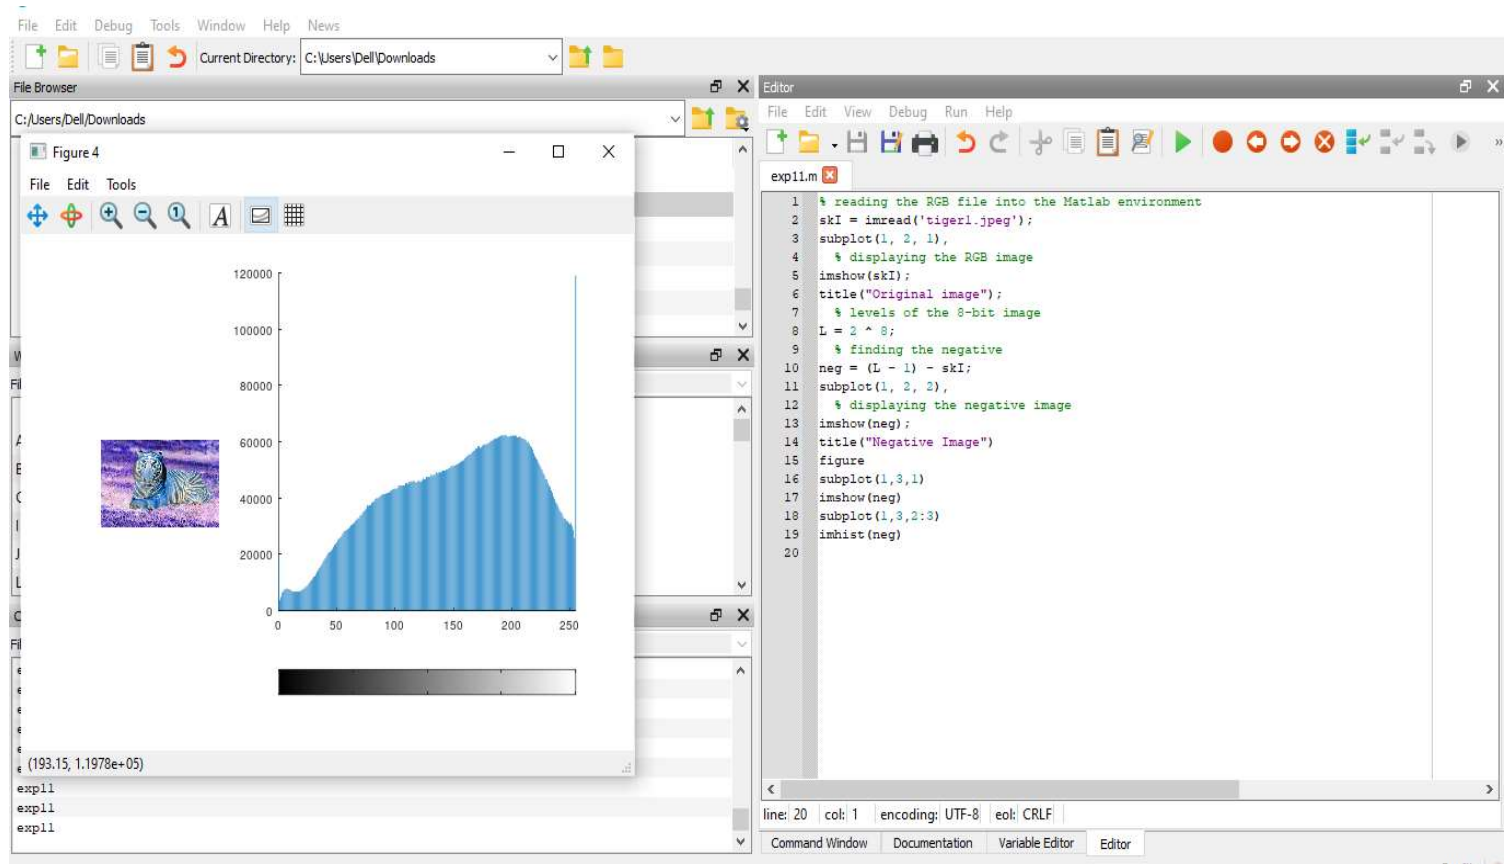 File Edit Debug Tools Window Help News
Current Directory: C:\Users\Dell\Downloads
File Browser
C:/Users/Dell/Downloads
Figure 4
File Edit Tools
120000
100000
80000
60000
40000
20000
0
0 50 100 150 200 250
(193.15, 1.1978e+05)
exp11
exp11
exp11
Editor
File Edit View Debug Run Help
exp11.m
1 % reading the RGB file into the Matlab environment
2 skI = imread('tiger1.jpeg');
3 subplot(1, 2, 1),
4 % displaying the RGB image
5 imshow(skI);
6 title("Original image");
7 % levels of the 8-bit image
8 L = 2 ^ 8;
9 % finding the negative
10 neg = (L - 1) - skI;
11 subplot(1, 2, 2),
12 % displaying the negative image
13 imshow(neg);
14 title("Negative Image")
15 figure
16 subplot(1,3,1)
17 imshow(neg)
18 subplot(1,3,2:3)
19 imhist(neg)
20
line: 20 col: 1 encoding: UTF-8 eol: CRLF
Command Window Documentation Variable Editor Editor